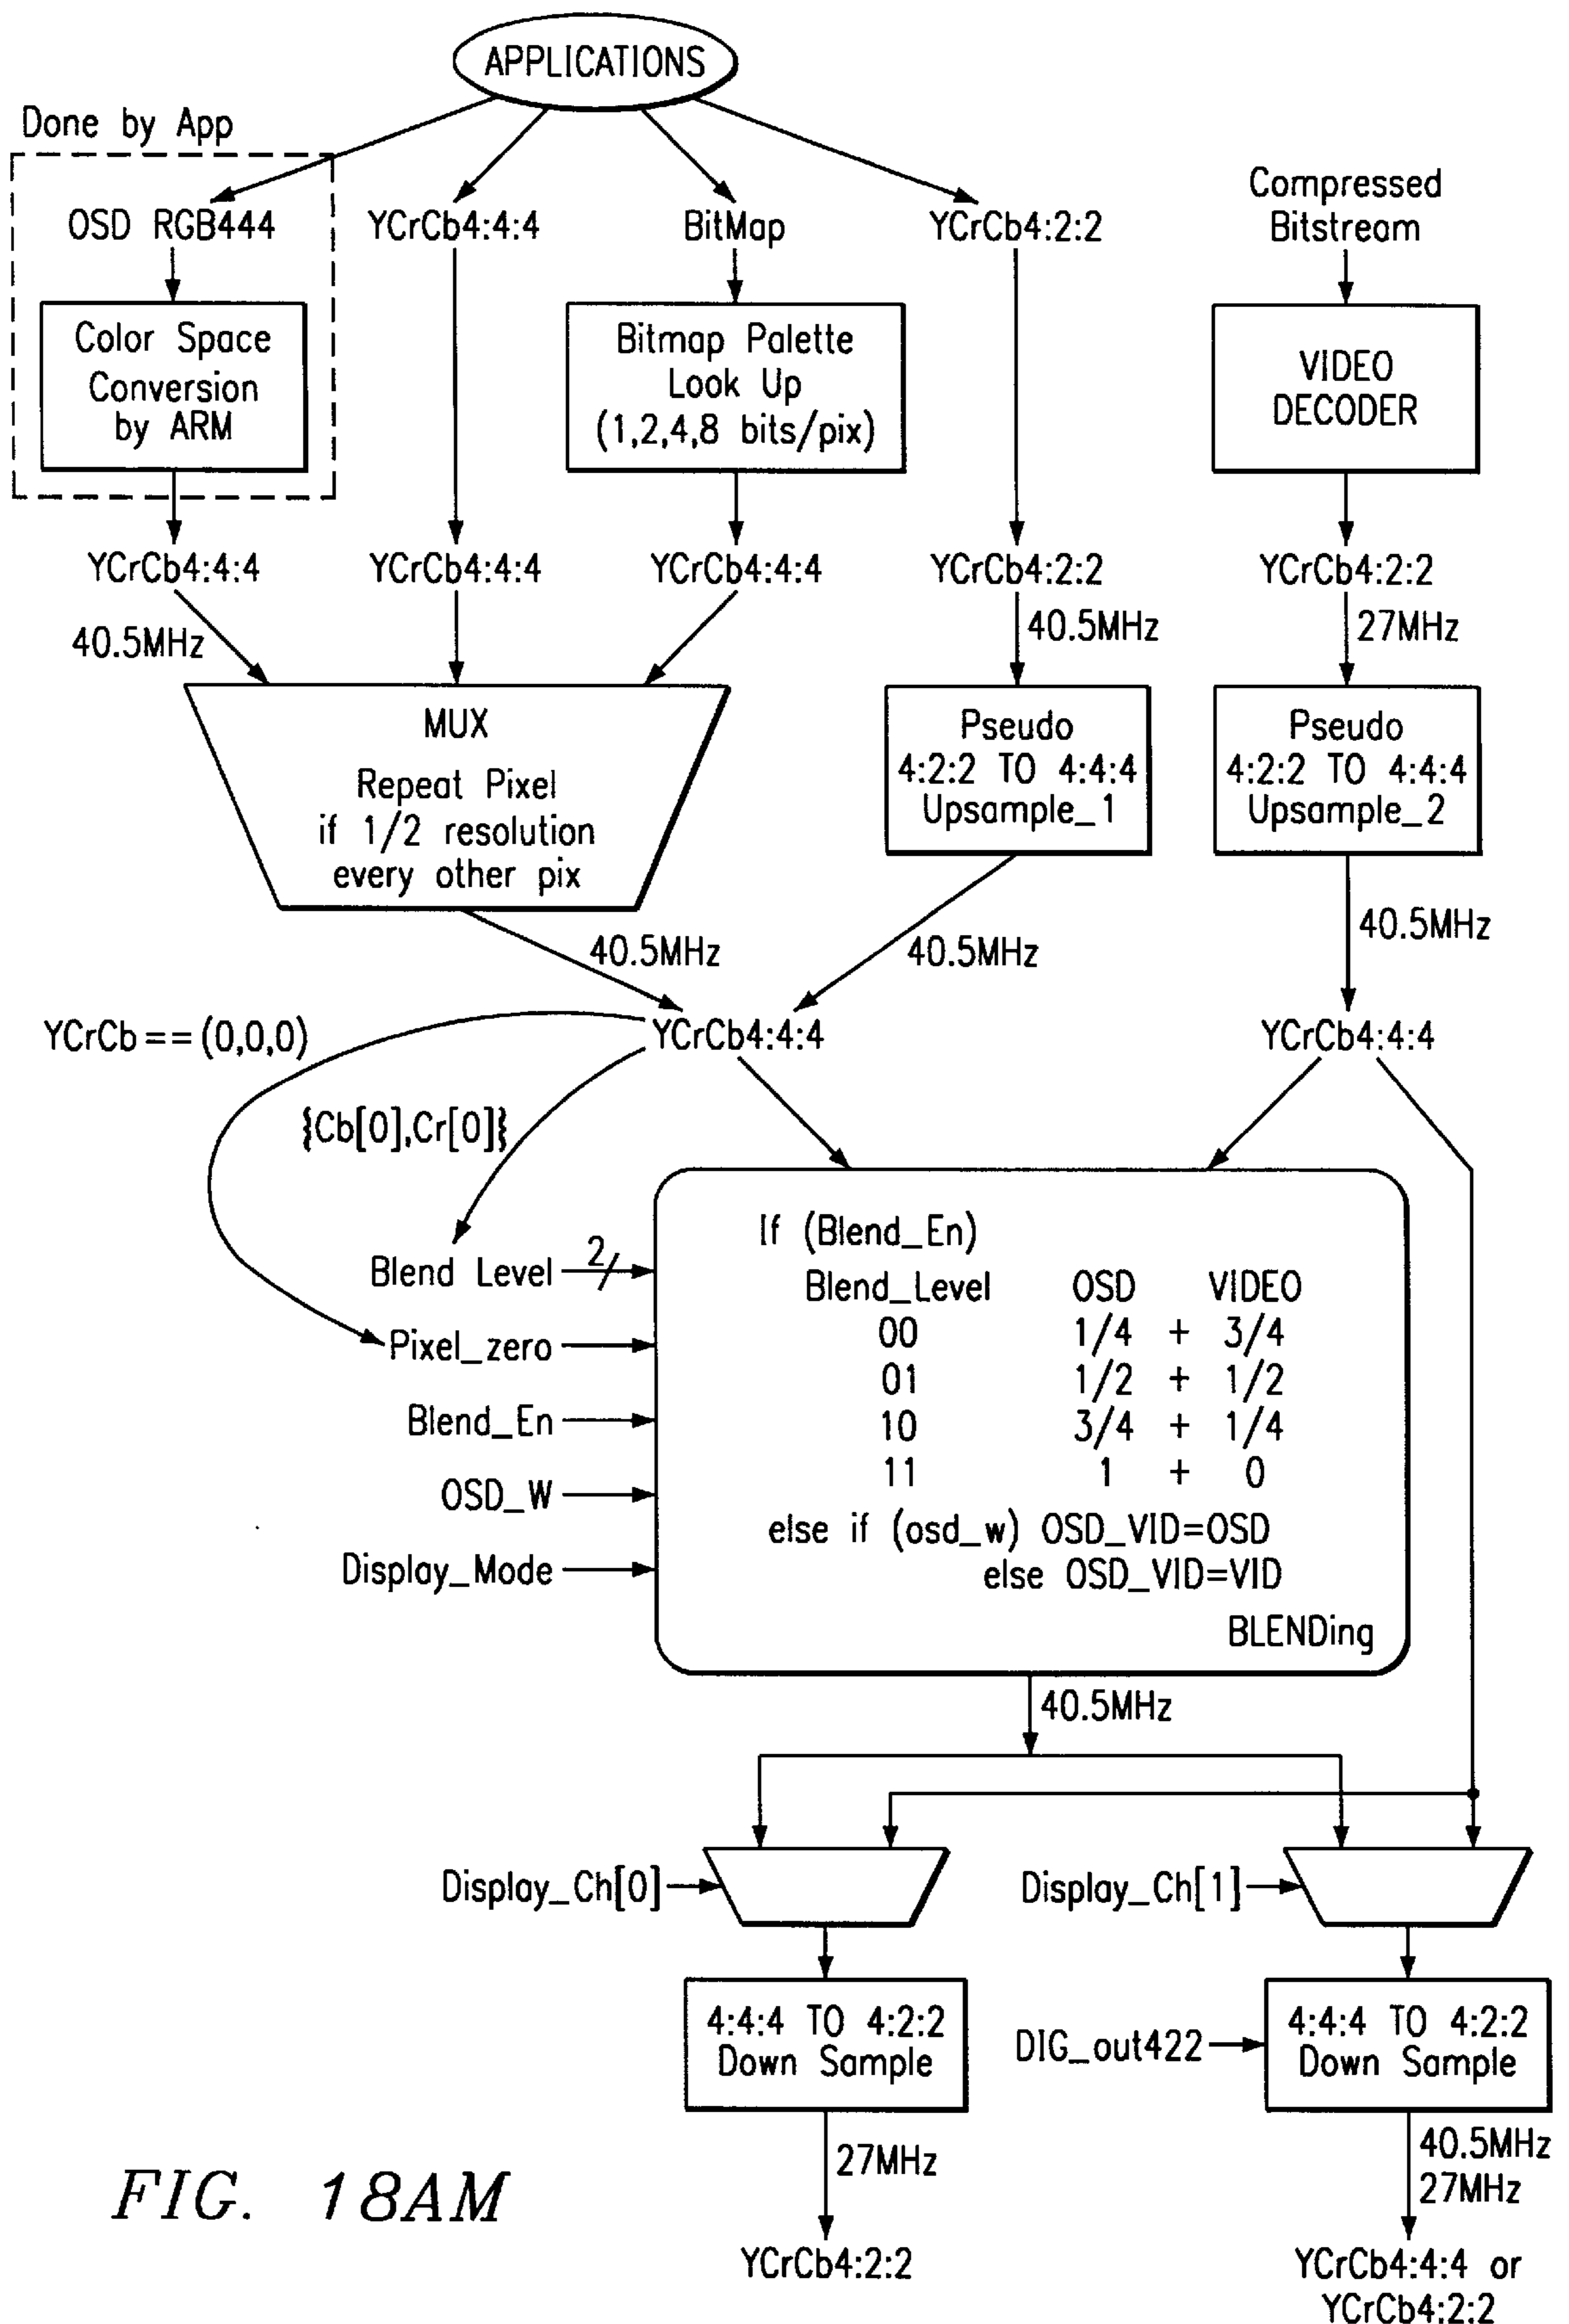 APPLICATIONS
Done by App
OSD RGB444
YCrCb4:4:4
BitMap
YCrCb4:2:2
Compressed
Bitstream
Color Space
Conversion
by ARM
Bitmap Palette
Look Up
(1,2,4,8 bits/pix)
VIDEO
DECODER
YCrCb4:4:4
YCrCb4:4:4
YCrCb4:4:4
YCrCb4:2:2
YCrCb4:2:2
40.5MHz
40.5MHz
27MHz
MUX
Repeat Pixel
if 1/2 resolution
every other pix
Pseudo
4:2:2 TO 4:4:4
Upsample_1
Pseudo
4:2:2 TO 4:4:4
Upsample_2
40.5MHz
40.5MHz
40.5MHz
YCrCb==(0,0,0)
YCrCb4:4:4
YCrCb4:4:4
{Cb[0],Cr[0]}
Blend Level
2
Pixel_zero
Blend_En
OSD_W
Display_Mode
If (Blend_En)
Blend_Level OSD VIDEO
00 1/4 + 3/4
01 1/2 + 1/2
10 3/4 + 1/4
11 1 + 0
else if (osd_w) OSD_VID=OSD
else OSD_VID=VID
BLENDing
40.5MHz
Display_Ch[0]
Display_Ch[1]
4:4:4 TO 4:2:2
Down Sample
DIG_out422
4:4:4 TO 4:2:2
Down Sample
27MHz
40.5MHz
27MHz
YCrCb4:2:2
YCrCb4:4:4 or
YCrCb4:2:2
FIG. 18AM